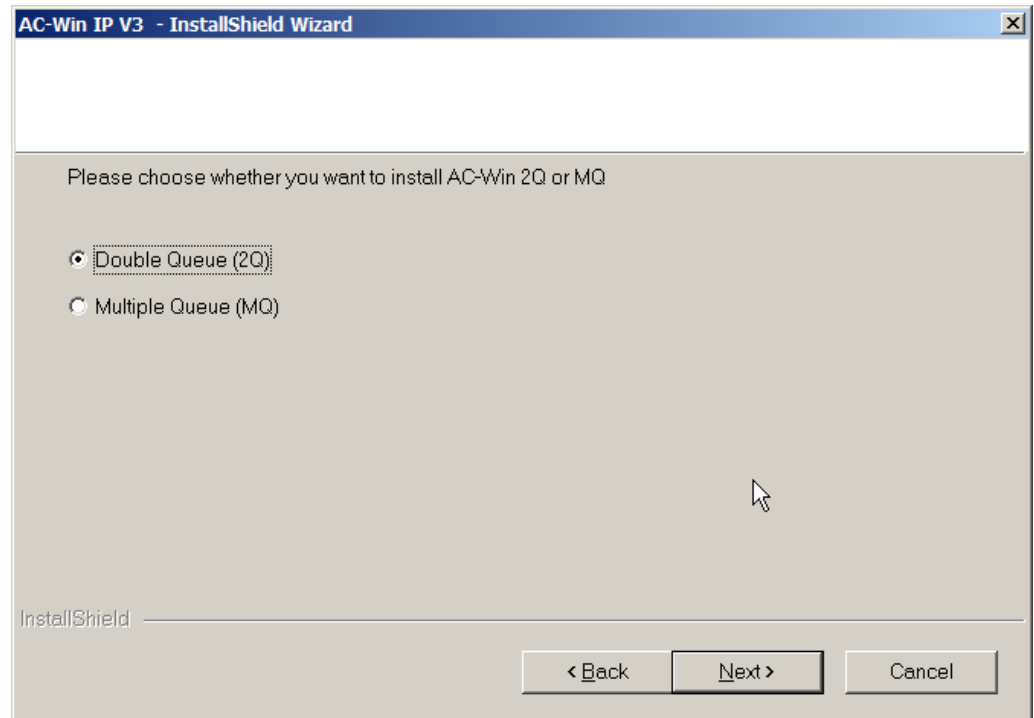 AC-Win IP V3 - InstallShield Wizard
Please choose whether you want to install AC-Win 2Q or MQ
Double Queue (2Q)
Multiple Queue (MQ)
InstallShield
< Back Next > Cancel